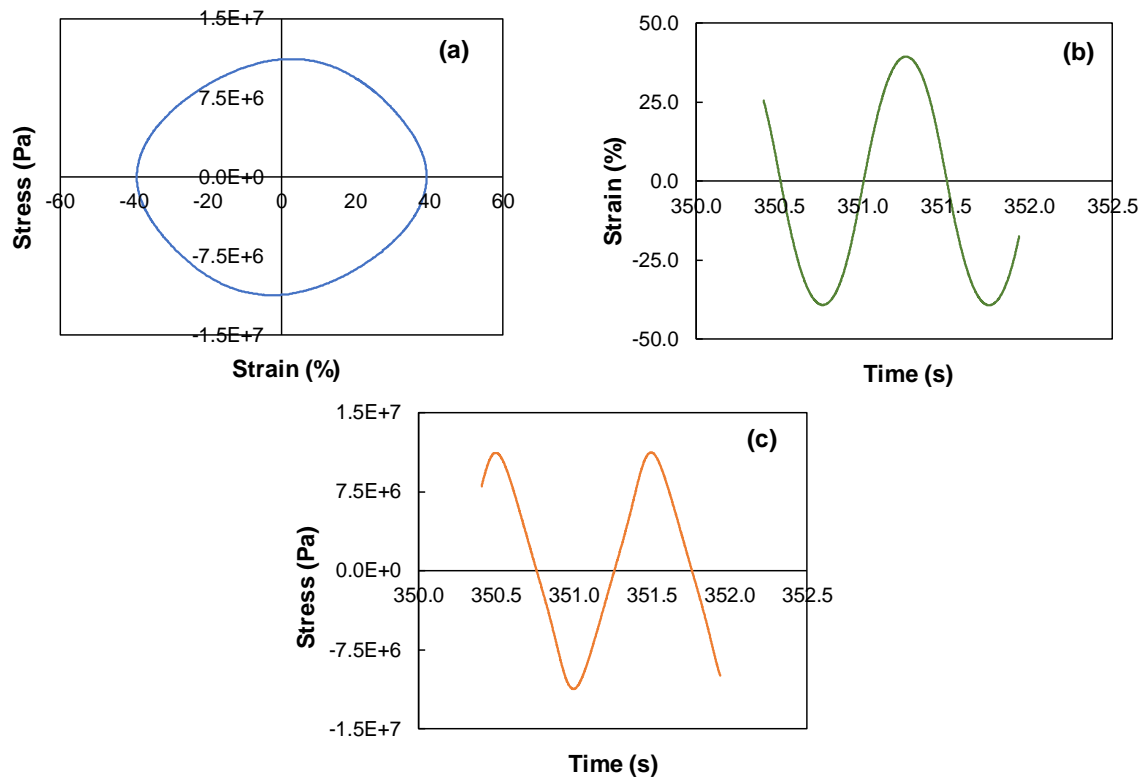 1.5E+7
(a)
7.5E+6
Stress (Pa)
0.0E+0
-60 -40 -20 0 20 40 60
-7.5E+6
-1.5E+7
Strain (%)
50.0
(b)
25.0
Strain (%)
0.0
350.0 350.5 351.0 351.5 352.0 352.5
-25.0
-50.0
Time (s)
1.5E+7
(c)
7.5E+6
Stress (Pa)
0.0E+0
350.0 350.5 351.0 351.5 352.0 352.5
-7.5E+6
-1.5E+7
Time (s)